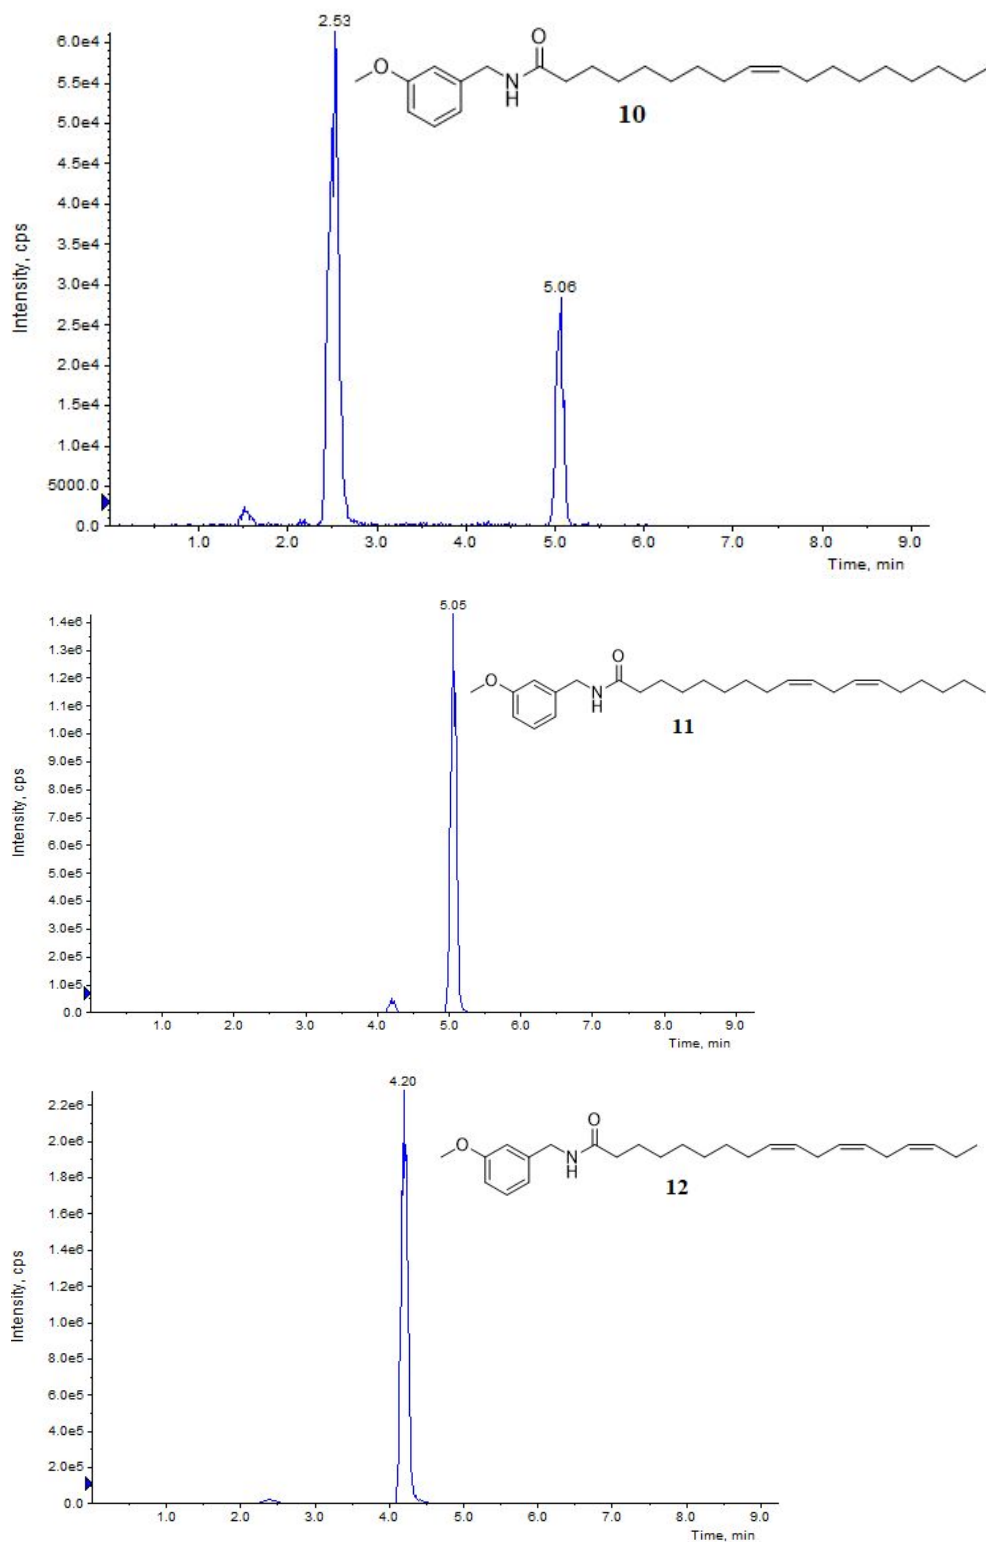 2.53
6.0e4
5.5e4
5.0e4
4.5e4
4.0e4
3.5e4
3.0e4
2.5e4
2.0e4
1.5e4
1.0e4
5000.0
0.0
Intensity, cps
5.06
O
O
N
H
10
1.0 2.0 3.0 4.0 5.0 6.0 7.0 8.0 9.0
Time, min
5.05
1.4e6
1.3e6
1.2e6
1.1e6
1.0e6
9.0e5
8.0e5
7.0e5
6.0e5
5.0e5
4.0e5
3.0e5
2.0e5
1.0e5
0.0
Intensity, cps
O
O
N
H
11
1.0 2.0 3.0 4.0 5.0 6.0 7.0 8.0 9.0
Time, min
4.20
2.2e6
2.0e6
1.8e6
1.6e6
1.4e6
1.2e6
1.0e6
8.0e5
6.0e5
4.0e5
2.0e5
0.0
Intensity, cps
O
O
N
H
12
1.0 2.0 3.0 4.0 5.0 6.0 7.0 8.0 9.0
Time, min